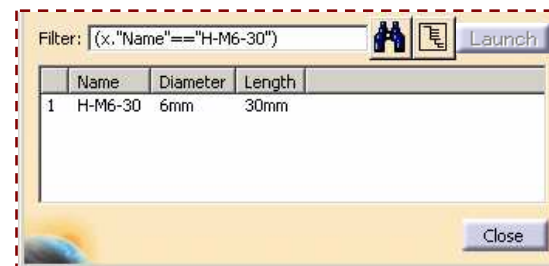 Filter: (x."Name"=="H-M6-30") Launch
Name Diameter Length
1 H-M6-30 6mm 30mm
Close